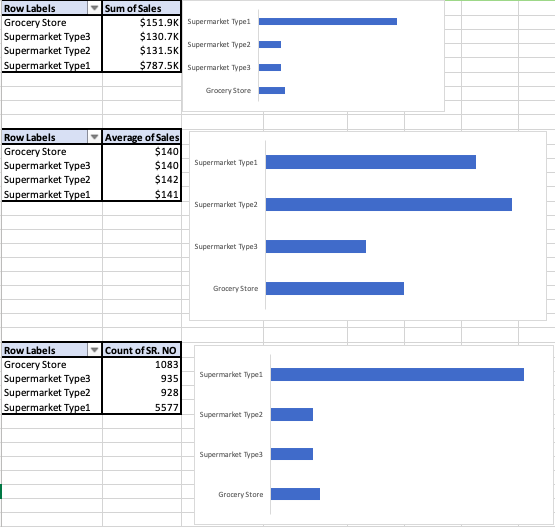 Row Labels Sum of Sales
Grocery Store $151.9K
Supermarket Type3 $130.7K
Supermarket Type2 $131.5K
Supermarket Type1 $787.5K
Supermarket Type1
Supermarket Type2
Supermarket Type3
Grocery Store
Row Labels Average of Sales
Grocery Store $140
Supermarket Type3 $140
Supermarket Type2 $142
Supermarket Type1 $141
Supermarket Type1
Supermarket Type2
Supermarket Type3
Grocery Store
Row Labels Count of SR. NO
Grocery Store 1083
Supermarket Type3 935
Supermarket Type2 928
Supermarket Type1 5577
Supermarket Type1
Supermarket Type2
Supermarket Type3
Grocery Store